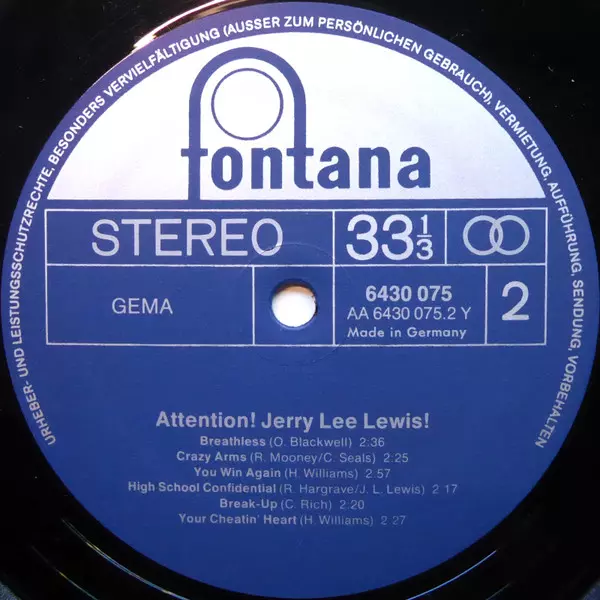 URHEBER- UND LEISTUNGSSCHUTZRECHTE, BESONDERS VERVIELFÄLTIGUNG (AUSSER ZUM PERSÖNLICHEN GEBRAUCH), VERMIETUNG, AUFFÜHRUNG, SENDUNG, VORBEHALTEN
fontana
STEREO 33 1/3
GEMA
6430 075
AA 6430 075.2 Y
Made in Germany
2
Attention! Jerry Lee Lewis!
Breathless (O. Blackwell) 2:36
Crazy Arms (R. Mooney/C. Seals) 2:25
You Win Again (H. Williams) 2:57
High School Confidential (R. Hargrave/J. L. Lewis) 2 17
Break-Up (C. Rich) 2:20
Your Cheatin' Heart (H. Williams) 2 27